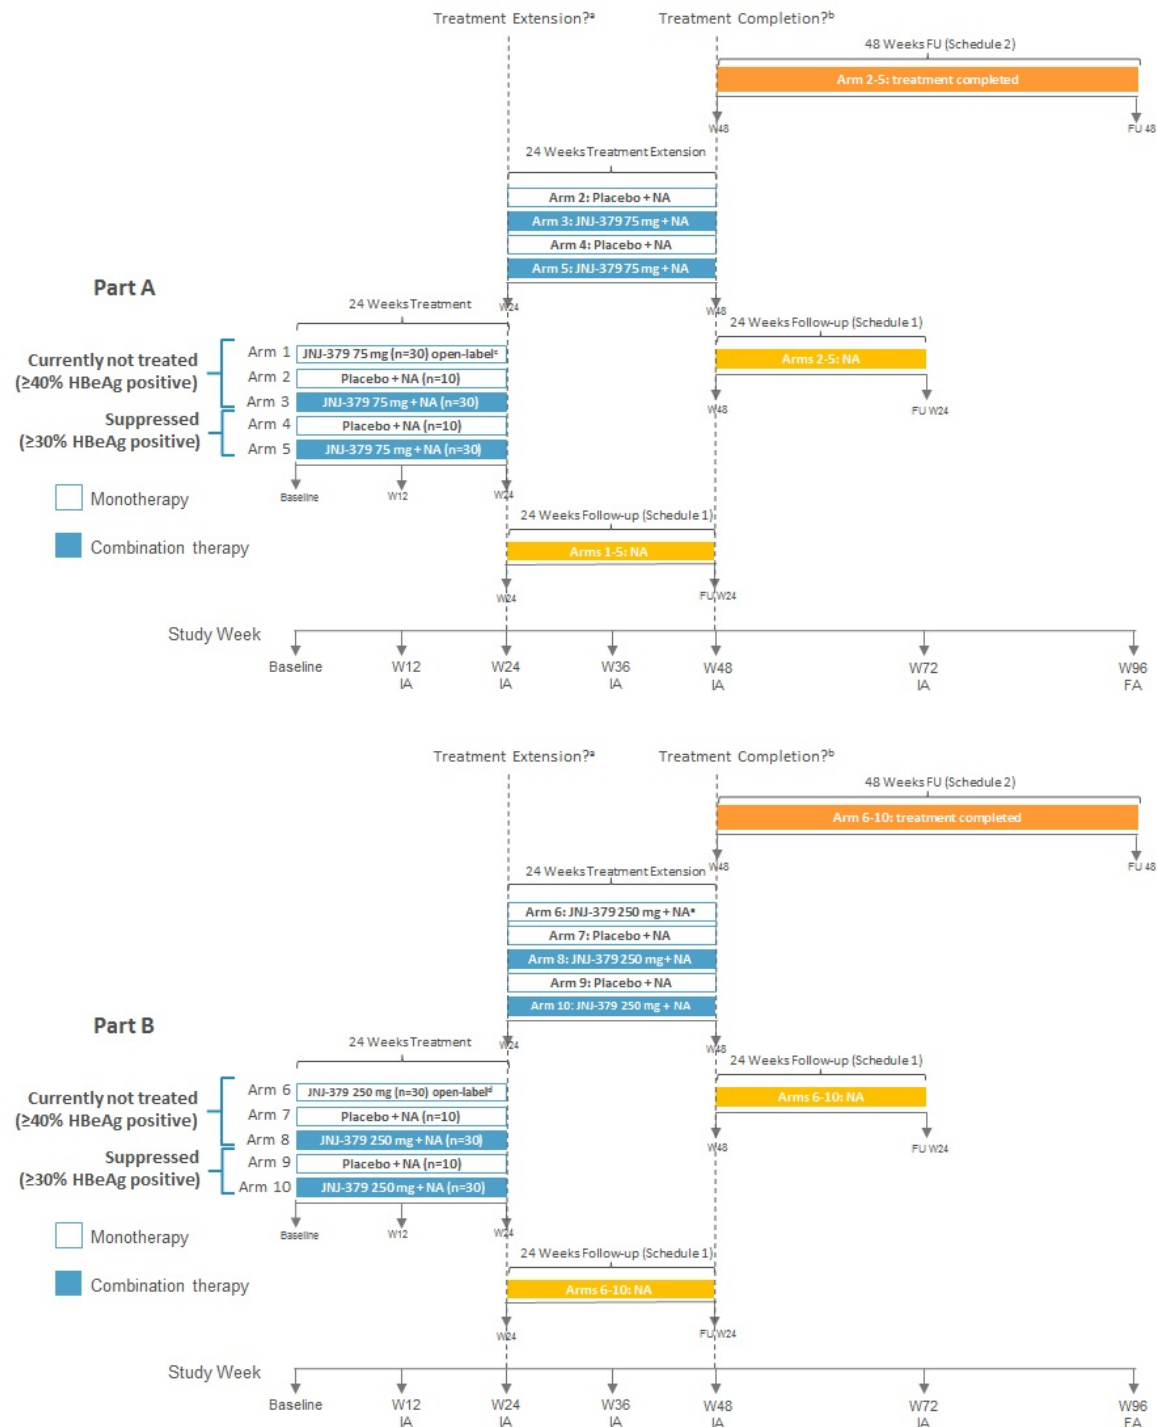 Treatment Extension?ᵃ Treatment Completion?ᵇ
48 Weeks FU (Schedule 2)
Arm 2-5: treatment completed
W48 FU 48
24 Weeks Treatment Extension
Arm 2: Placebo + NA
Arm 3: JNJ-379 75 mg + NA
Arm 4: Placebo + NA
Arm 5: JNJ-379 75 mg + NA
W24 W48
Part A
24 Weeks Treatment
24 Weeks Follow-up (Schedule 1)
Currently not treated
(≥40% HBeAg positive)
Suppressed
(≥30% HBeAg positive)
Arm 1 JNJ-379 75 mg (n=30) open-labelᶜ
Arm 2 Placebo + NA (n=10)
Arm 3 JNJ-379 75 mg + NA (n=30)
Arm 4 Placebo + NA (n=10)
Arm 5 JNJ-379 75 mg + NA (n=30)
Arms 2-5: NA
W48 FU W24
Baseline W12 W24
Monotherapy
Combination therapy
24 Weeks Follow-up (Schedule 1)
Arms 1-5: NA
W24 FU W24
Study Week
Baseline W12 W24 W36 W48 W72 W96
IA IA IA IA IA FA
Treatment Extension?ᵃ Treatment Completion?ᵇ
48 Weeks FU (Schedule 2)
Arm 6-10: treatment completed
W48 FU 48
24 Weeks Treatment Extension
Arm 6: JNJ-379 250 mg + NAᵉ
Arm 7: Placebo + NA
Arm 8: JNJ-379 250 mg + NA
Arm 9: Placebo + NA
Arm 10: JNJ-379 250 mg + NA
W24 W48
Part B
24 Weeks Treatment
24 Weeks Follow-up (Schedule 1)
Currently not treated
(≥40% HBeAg positive)
Suppressed
(≥30% HBeAg positive)
Arm 6 JNJ-379 250 mg (n=30) open-labelᵈ
Arm 7 Placebo + NA (n=10)
Arm 8 JNJ-379 250 mg + NA (n=30)
Arm 9 Placebo + NA (n=10)
Arm 10 JNJ-379 250 mg + NA (n=30)
Arms 6-10: NA
W48 FU W24
Baseline W12 W24
Monotherapy
Combination therapy
24 Weeks Follow-up (Schedule 1)
Arms 6-10: NA
W24 FU W24
Study Week
Baseline W12 W24 W36 W48 W72 W96
IA IA IA IA IA FA